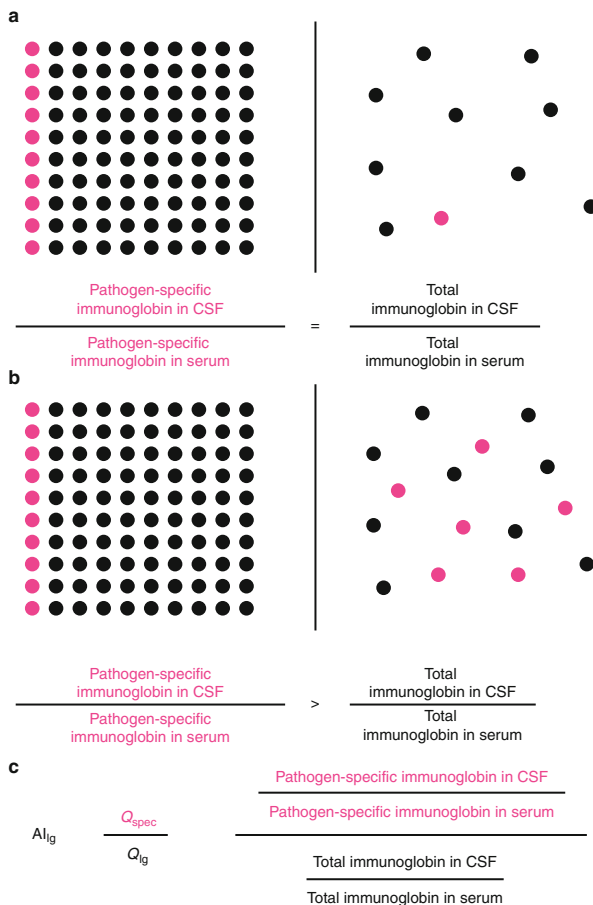 a
Pathogen-specific
immunoglobin in CSF
Pathogen-specific
immunoglobin in serum
=
Total
immunoglobin in CSF
Total
immunoglobin in serum
b
Pathogen-specific
immunoglobin in CSF
Pathogen-specific
immunoglobin in serum
>
Total
immunoglobin in CSF
Total
immunoglobin in serum
c
AIIg
Qspec
QIg
Pathogen-specific immunoglobin in CSF
Pathogen-specific immunoglobin in serum
Total immunoglobin in CSF
Total immunoglobin in serum